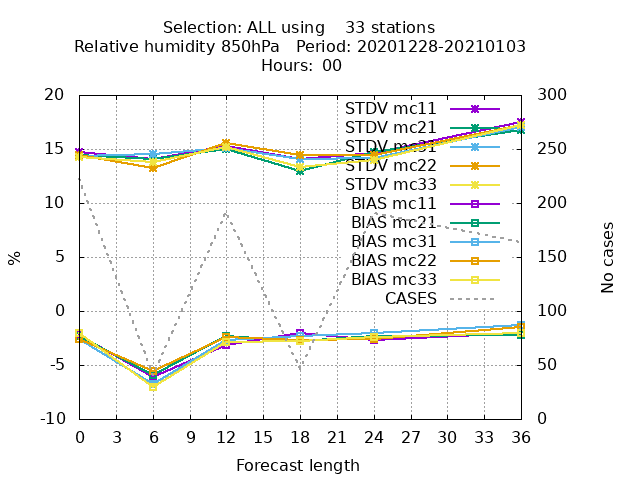 Selection: ALL using    33 stations
Relative humidity 850hPa   Period: 20201228-20210103
Hours: 00
20
15
10
5
0
-5
-10
%
300
250
200
150
100
50
0
No cases
STDV mc11
STDV mc21
STDV mc31
STDV mc22
STDV mc33
BIAS mc11
BIAS mc21
BIAS mc31
BIAS mc22
BIAS mc33
CASES
0 3 6 9 12 15 18 21 24 27 30 33 36
Forecast length